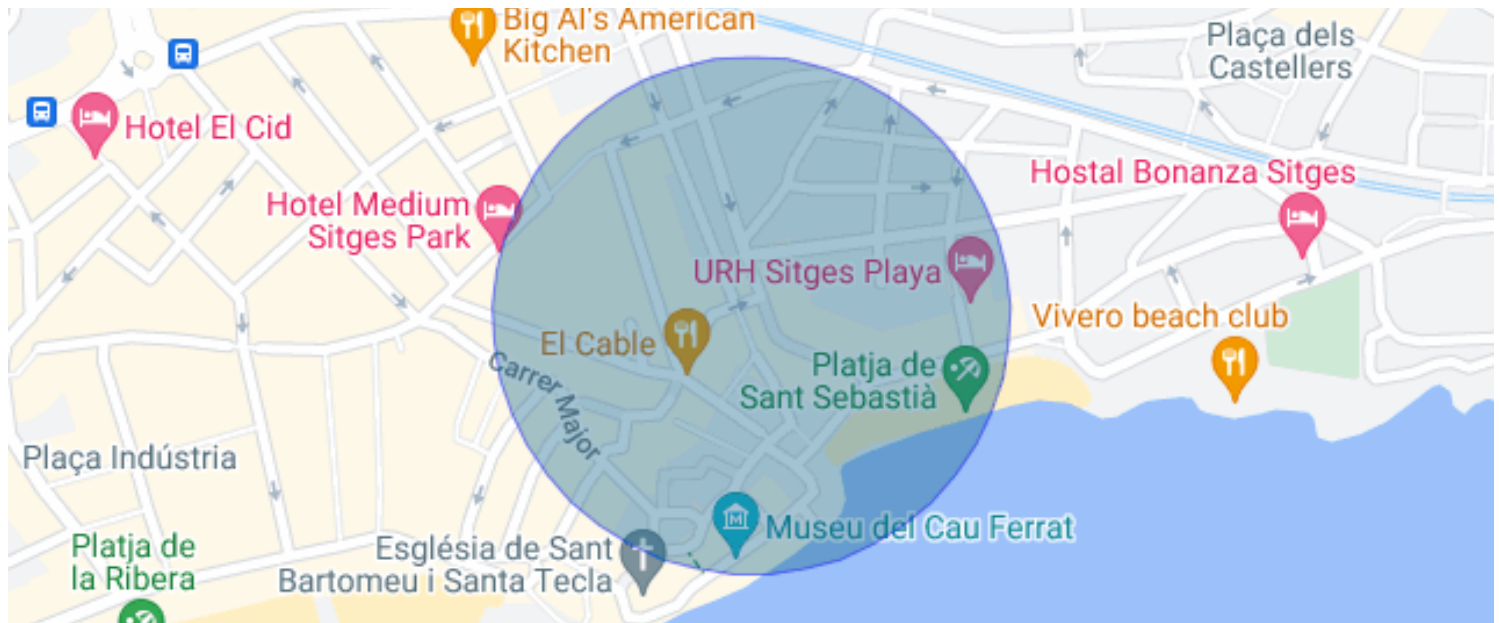 Big Al's American
Kitchen
Plaça dels
Castellers
Hotel El Cid
Hostal Bonanza Sitges
Hotel Medium
Sitges Park
URH Sitges Playa
Vivero beach club
El Cable
Platja de
Sant Sebastià
Carrer Major
Plaça Indústria
M
Museu del Cau Ferrat
Platja de
la Ribera
Església de Sant
Bartomeu i Santa Tecla